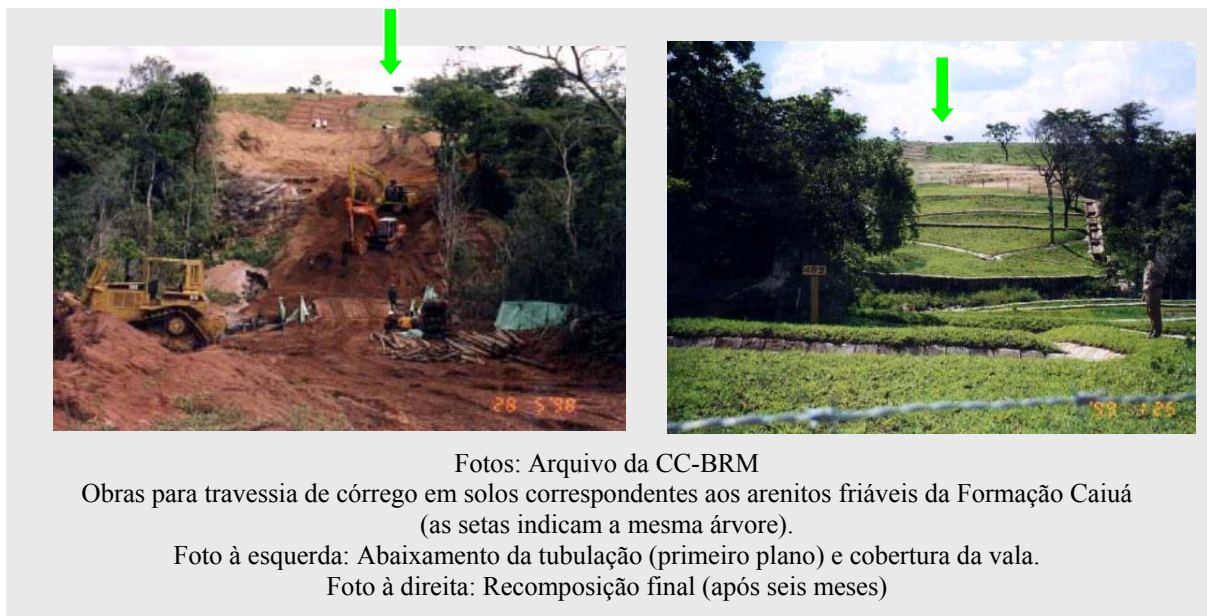 28 5'98
489
'99 1 25
Fotos: Arquivo da CC-BRM
Obras para travessia de córrego em solos correspondentes aos arenitos friáveis da Formação Caiuá
(as setas indicam a mesma árvore).
Foto à esquerda: Abaixamento da tubulação (primeiro plano) e cobertura da vala.
Foto à direita: Recomposição final (após seis meses)